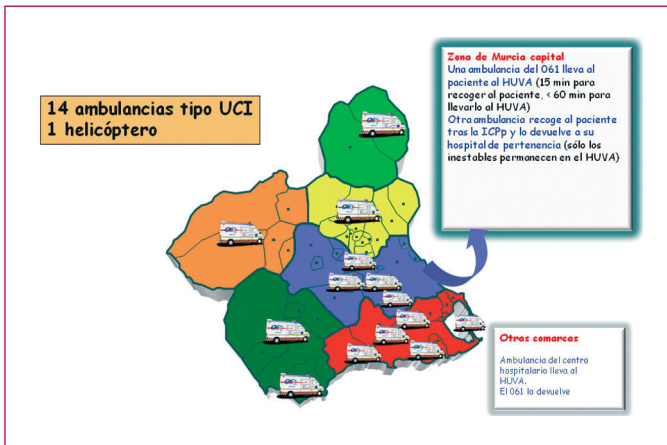 14 ambulancias tipo UCI
1 helicóptero
Zona de Murcia capital
Una ambulancia del 061 lleva al
paciente al HUVA (15 min para
recoger al paciente, < 60 min para
llevarlo al HUVA)
Otra ambulancia recoge al paciente
tras la ICPp y lo devuelve a su
hospital de pertenencia (sólo los
inestables permanecen en el HUVA)
Otras comarcas
Ambulancia del centro
hospitalario lleva al
HUVA.
El 061 lo devuelve